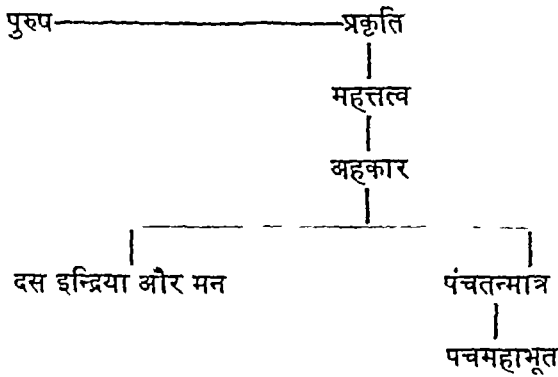 पुरुप प्रकृति
महत्तत्व
अहकार
दस इन्द्रिया और मन पंचतन्मात्र
पचमहाभूत